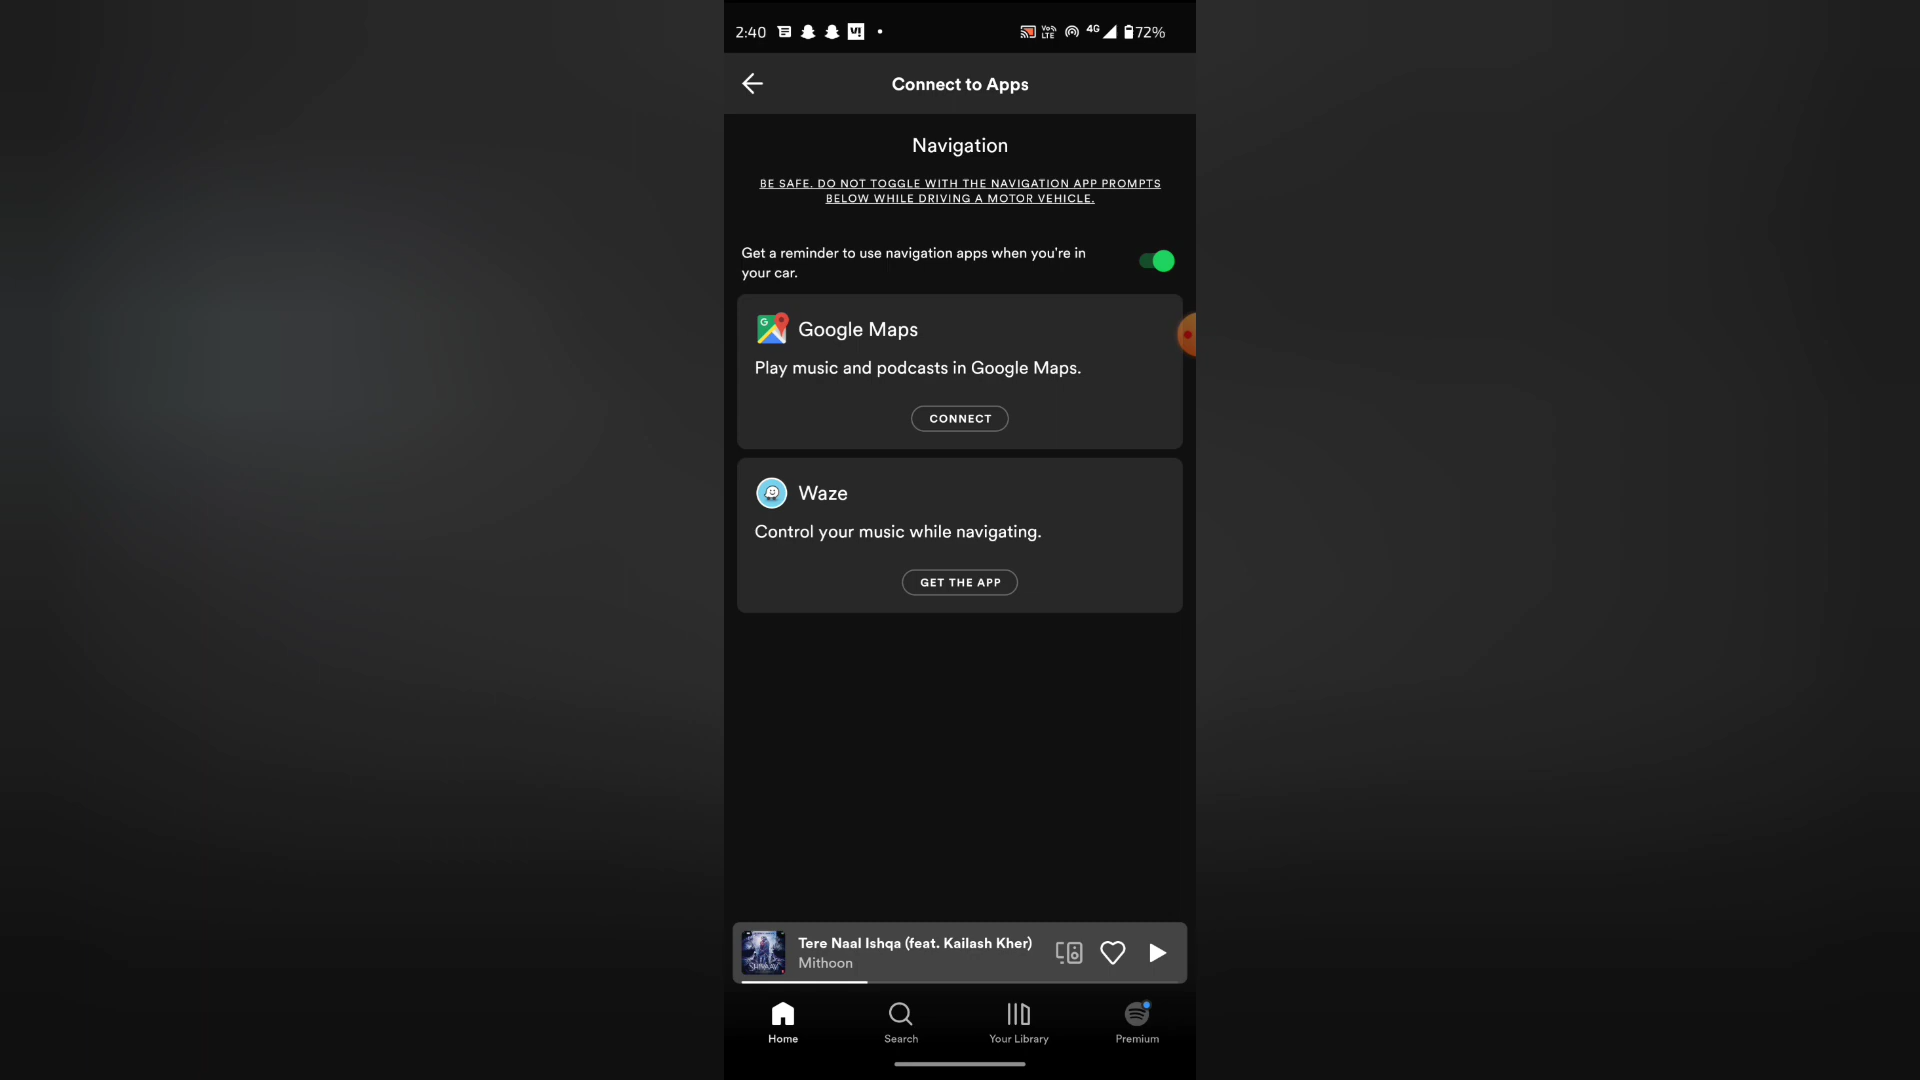 2:40 4G 72%
Connect to Apps
Navigation
BE SAFE. DO NOT TOGGLE WITH THE NAVIGATION APP PROMPTS
BELOW WHILE DRIVING A MOTOR VEHICLE.
Get a reminder to use navigation apps when you're in
your car.
Google Maps
Play music and podcasts in Google Maps.
CONNECT
Waze
Control your music while navigating.
GET THE APP
Tere Naal Ishqa (feat. Kailash Kher)
Mithoon
Home Search Your Library Premium